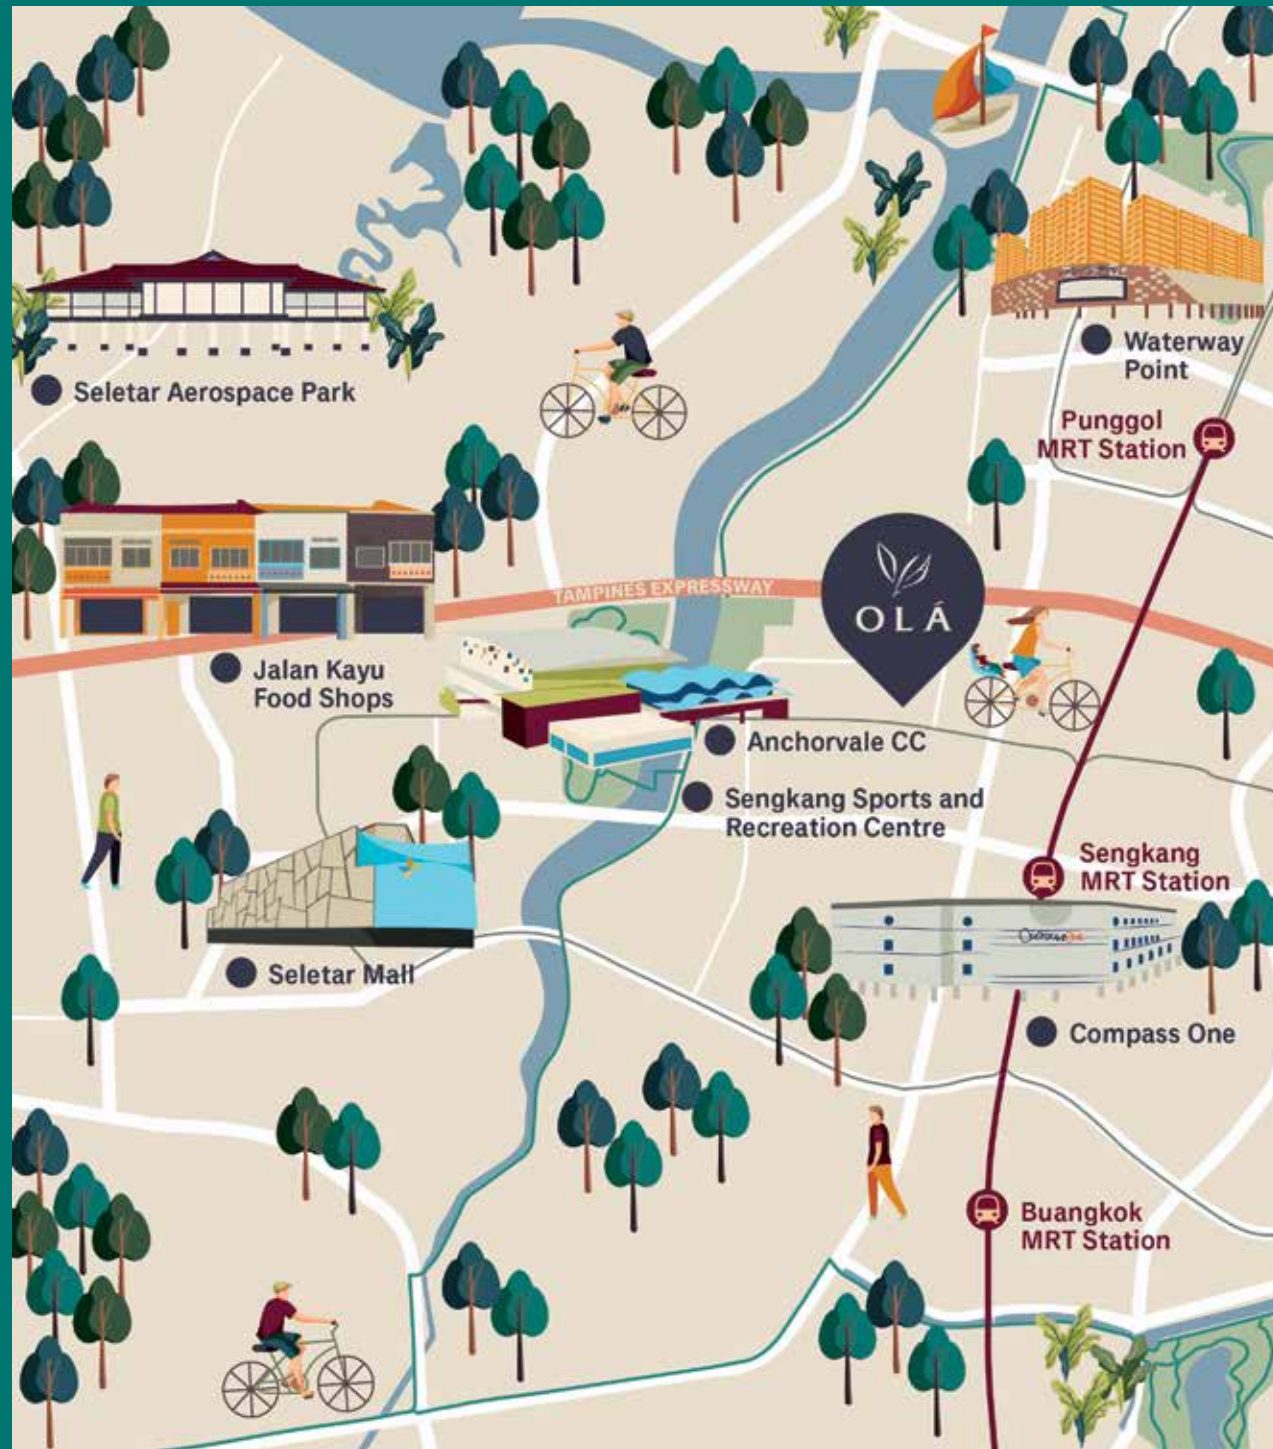 Seletar Aerospace Park
Waterway
Point
Punggol
MRT Station
TAMPINES EXPRESSWAY
OLÁ
Jalan Kayu
Food Shops
Anchorvale CC
Sengkang Sports and
Recreation Centre
Sengkang
MRT Station
Seletar Mall
Compass One
Buangkok
MRT Station